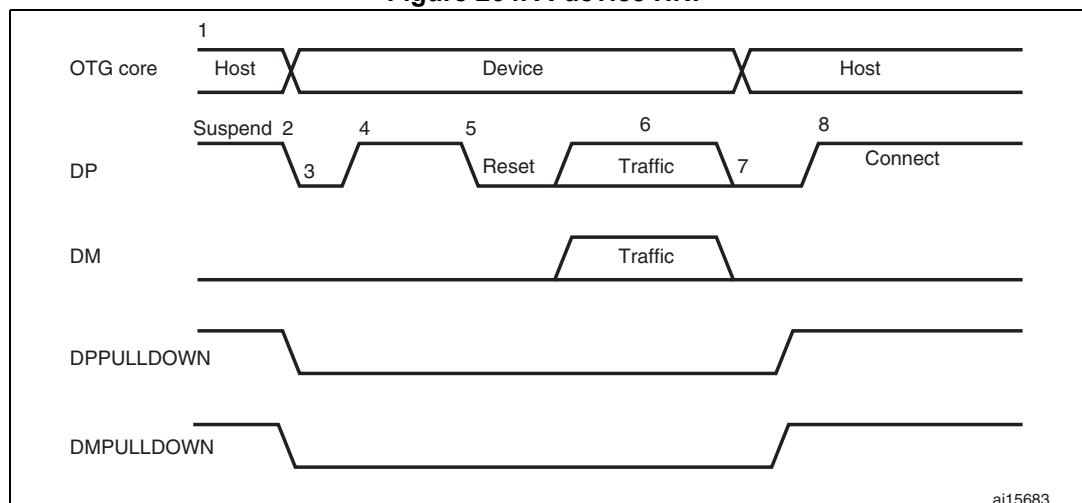 1
OTG core Host Device Host
Suspend 2 4 5 6 8
DP 3 Reset Traffic 7 Connect
DM Traffic
DPPULLDOWN
DMPULLDOWN
ai15683